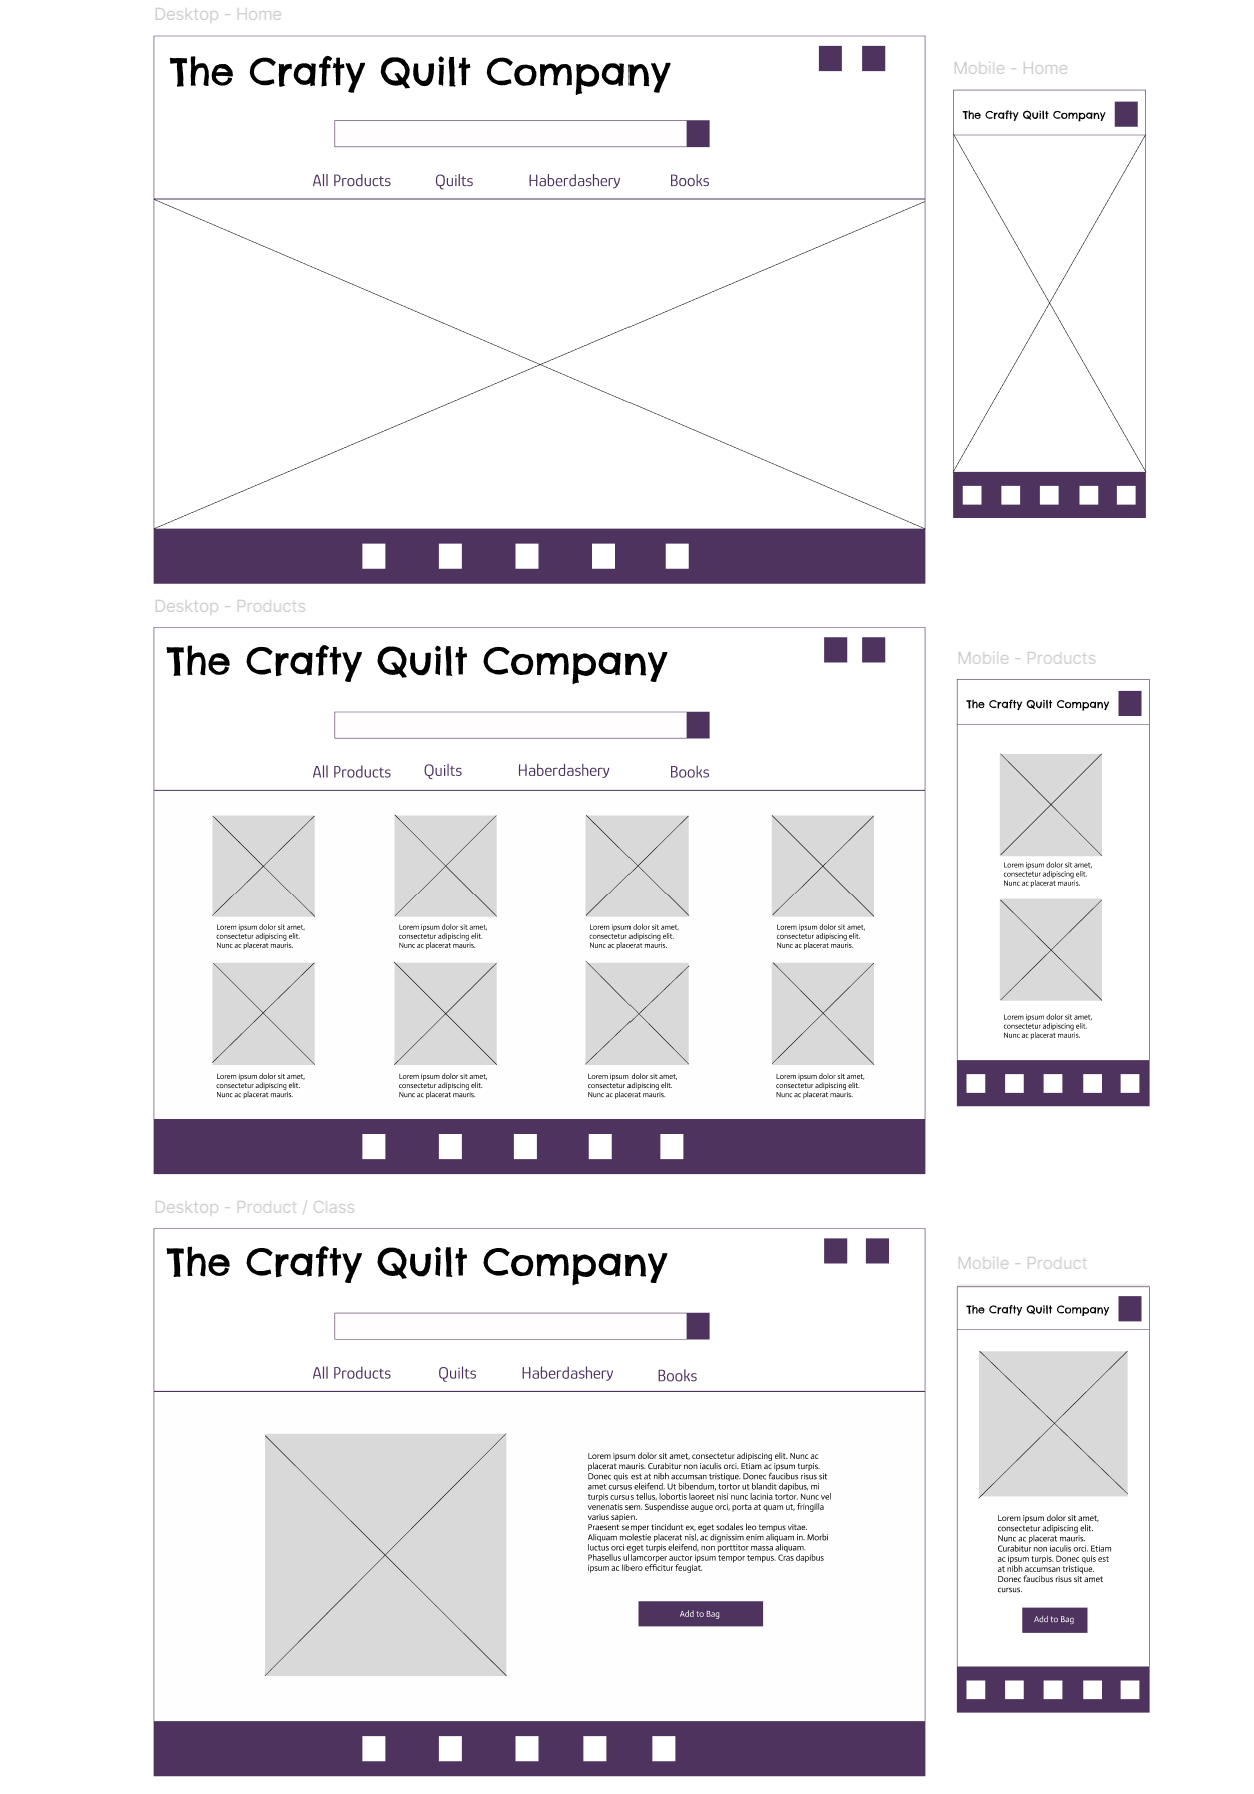 Desktop - Home
The Crafty Quilt Company
All Products Quilts Haberdashery Books
Mobile - Home
The Crafty Quilt Company
Desktop - Products
The Crafty Quilt Company
All Products Quilts Haberdashery Books
Lorem ipsum dolor sit amet,
consectetur adipiscing elit.
Nunc ac placerat mauris.
Lorem ipsum dolor sit amet,
consectetur adipiscing elit.
Nunc ac placerat mauris.
Lorem ipsum dolor sit amet,
consectetur adipiscing elit.
Nunc ac placerat mauris.
Lorem ipsum dolor sit amet,
consectetur adipiscing elit.
Nunc ac placerat mauris.
Lorem ipsum dolor sit amet,
consectetur adipiscing elit.
Nunc ac placerat mauris.
Lorem ipsum dolor sit amet,
consectetur adipiscing elit.
Nunc ac placerat mauris.
Lorem ipsum dolor sit amet,
consectetur adipiscing elit.
Nunc ac placerat mauris.
Lorem ipsum dolor sit amet,
consectetur adipiscing elit.
Nunc ac placerat mauris.
Mobile - Products
The Crafty Quilt Company
Lorem ipsum dolor sit amet,
consectetur adipiscing elit.
Nunc ac placerat mauris.
Lorem ipsum dolor sit amet,
consectetur adipiscing elit.
Nunc ac placerat mauris.
Desktop - Product / Class
The Crafty Quilt Company
All Products Quilts Haberdashery Books
Lorem ipsum dolor sit amet, consectetur adipiscing elit. Nunc ac
placerat mauris. Curabitur non iaculis orci. Etiam ac ipsum turpis.
Donec quis est at nibh accumsan tristique. Donec faucibus risus sit
amet cursus eleifend. Ut bibendum, tortor ut blandit dapibus, mi
turpis cursus tellus, lobortis laoreet nisi nunc lacinia tortor. Nunc vel
venenatis sem. Suspendisse augue orci, porta at quam ut, fringilla
varius sapien.
Praesent semper tincidunt ex, eget sodales leo tempus vitae.
Aliquam molestie placerat nisl, ac dignissim enim aliquam in. Morbi
luctus orci eget turpis eleifend, non porttitor massa aliquam.
Phasellus ullamcorper auctor ipsum tempor tempus. Cras dapibus
ipsum ac libero efficitur feugiat.
Add to Bag
Mobile - Product
The Crafty Quilt Company
Lorem ipsum dolor sit amet,
consectetur adipiscing elit.
Nunc ac placerat mauris.
Curabitur non iaculis orci. Etiam
ac ipsum turpis. Donec quis est
at nibh accumsan tristique.
Donec faucibus risus sit amet
cursus.
Add to Bag